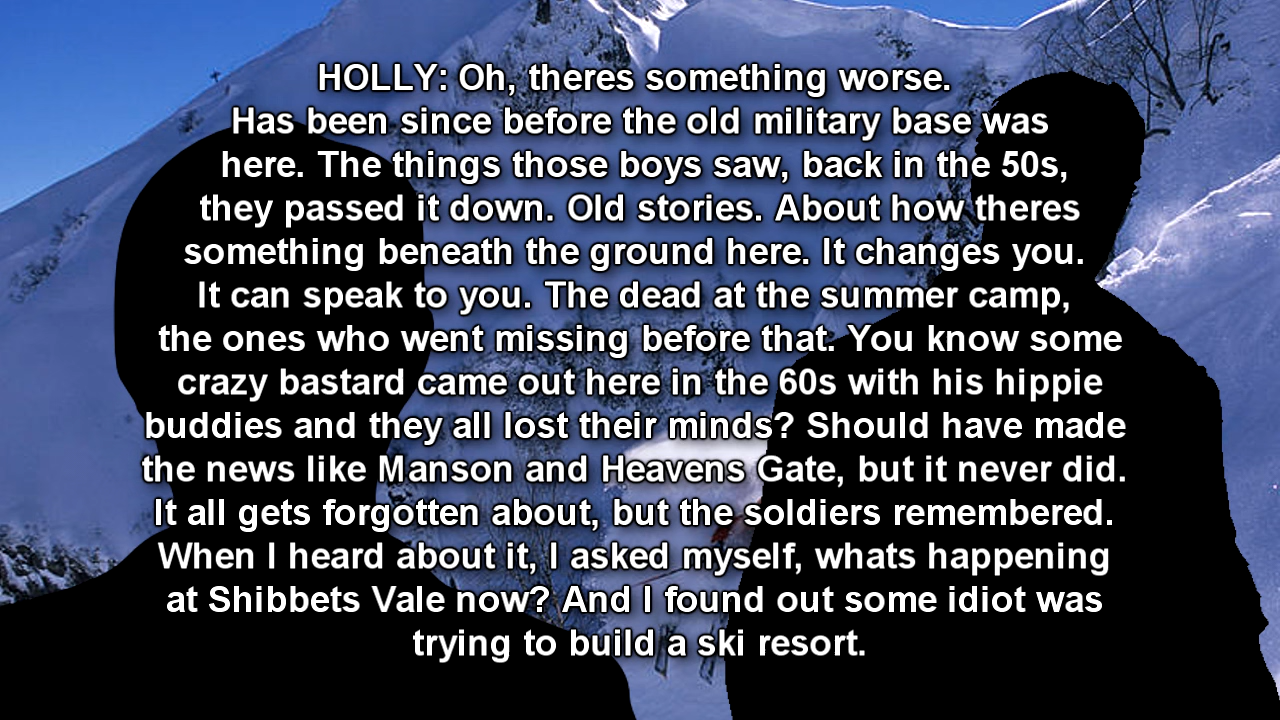 HOLLY: Oh, theres something worse.
Has been since before the old military base was
here. The things those boys saw, back in the 50s,
they passed it down. Old stories. About how theres
something beneath the ground here. It changes you.
It can speak to you. The dead at the summer camp,
the ones who went missing before that. You know some
crazy bastard came out here in the 60s with his hippie
buddies and they all lost their minds? Should have made
the news like Manson and Heavens Gate, but it never did.
It all gets forgotten about, but the soldiers remembered.
When I heard about it, I asked myself, whats happening
at Shibbets Vale now? And I found out some idiot was
trying to build a ski resort.